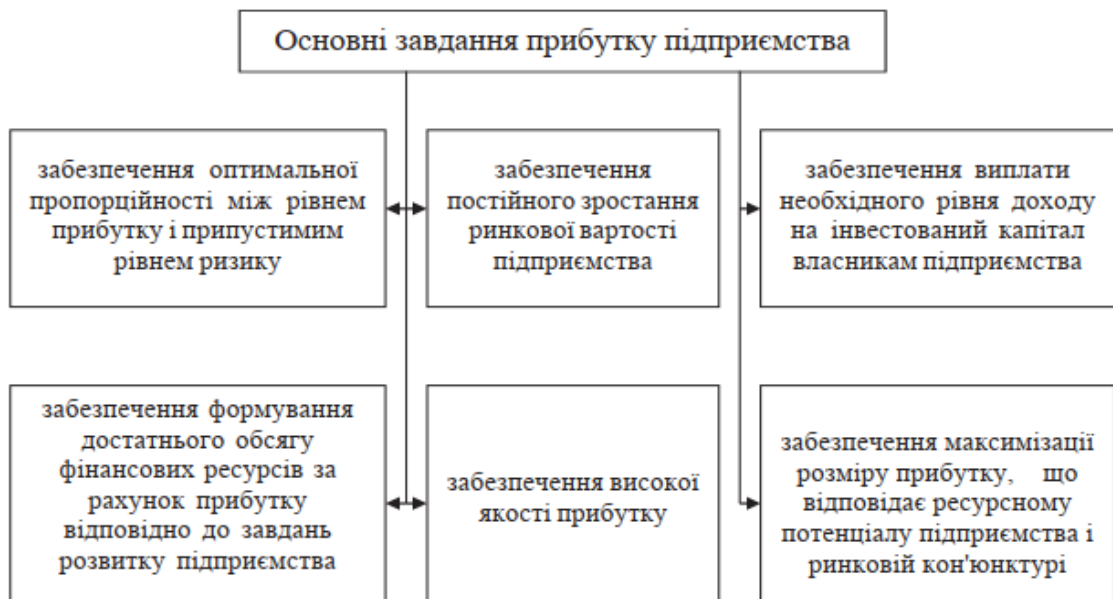 Основні завдання прибутку підприємства
забезпечення оптимальної
пропорційності між рівнем
прибутку і припустимим
рівнем ризику
забезпечення
постійного зростання
ринкової вартості
підприємства
забезпечення виплати
необхідного рівня доходу
на інвестований капітал
власникам підприємства
забезпечення формування
достатнього обсягу
фінансових ресурсів за
рахунок прибутку
відповідно до завдань
розвитку підприємства
забезпечення високої
якості прибутку
забезпечення максимізації
розміру прибутку, що
відповідає ресурсному
потенціалу підприємства і
ринковій кон'юнктурі